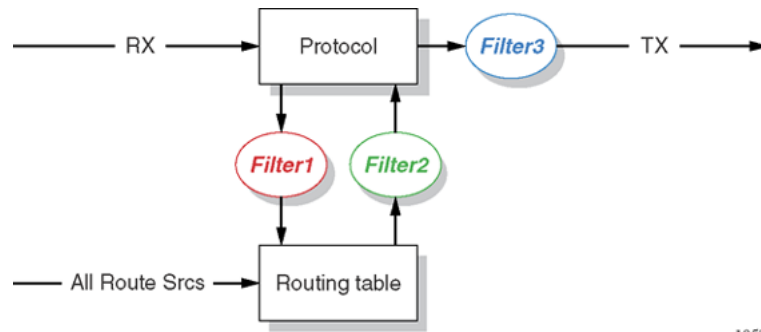 RX
Protocol
Filter3
TX
Filter1
Filter2
All Route Srcs
Routing table